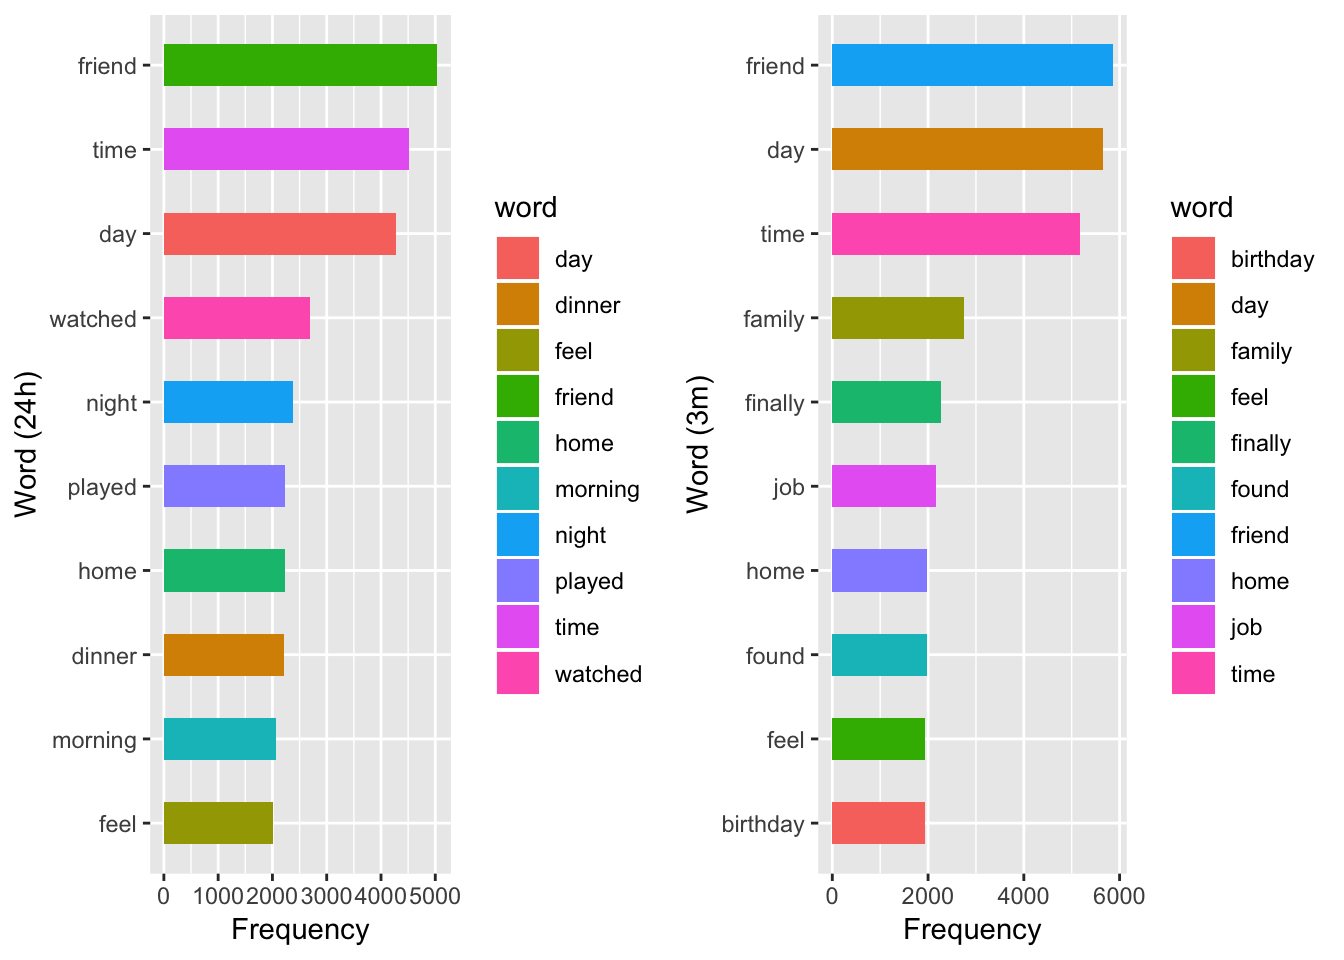 Word (24h)
friend
time
day
watched
night
played
home
dinner
morning
feel
0 1000 2000 3000 4000 5000
Frequency
word
day
dinner
feel
friend
home
morning
night
played
time
watched
Word (3m)
friend
day
time
family
finally
job
home
found
feel
birthday
0 2000 4000 6000
Frequency
word
birthday
day
family
feel
finally
found
friend
home
job
time